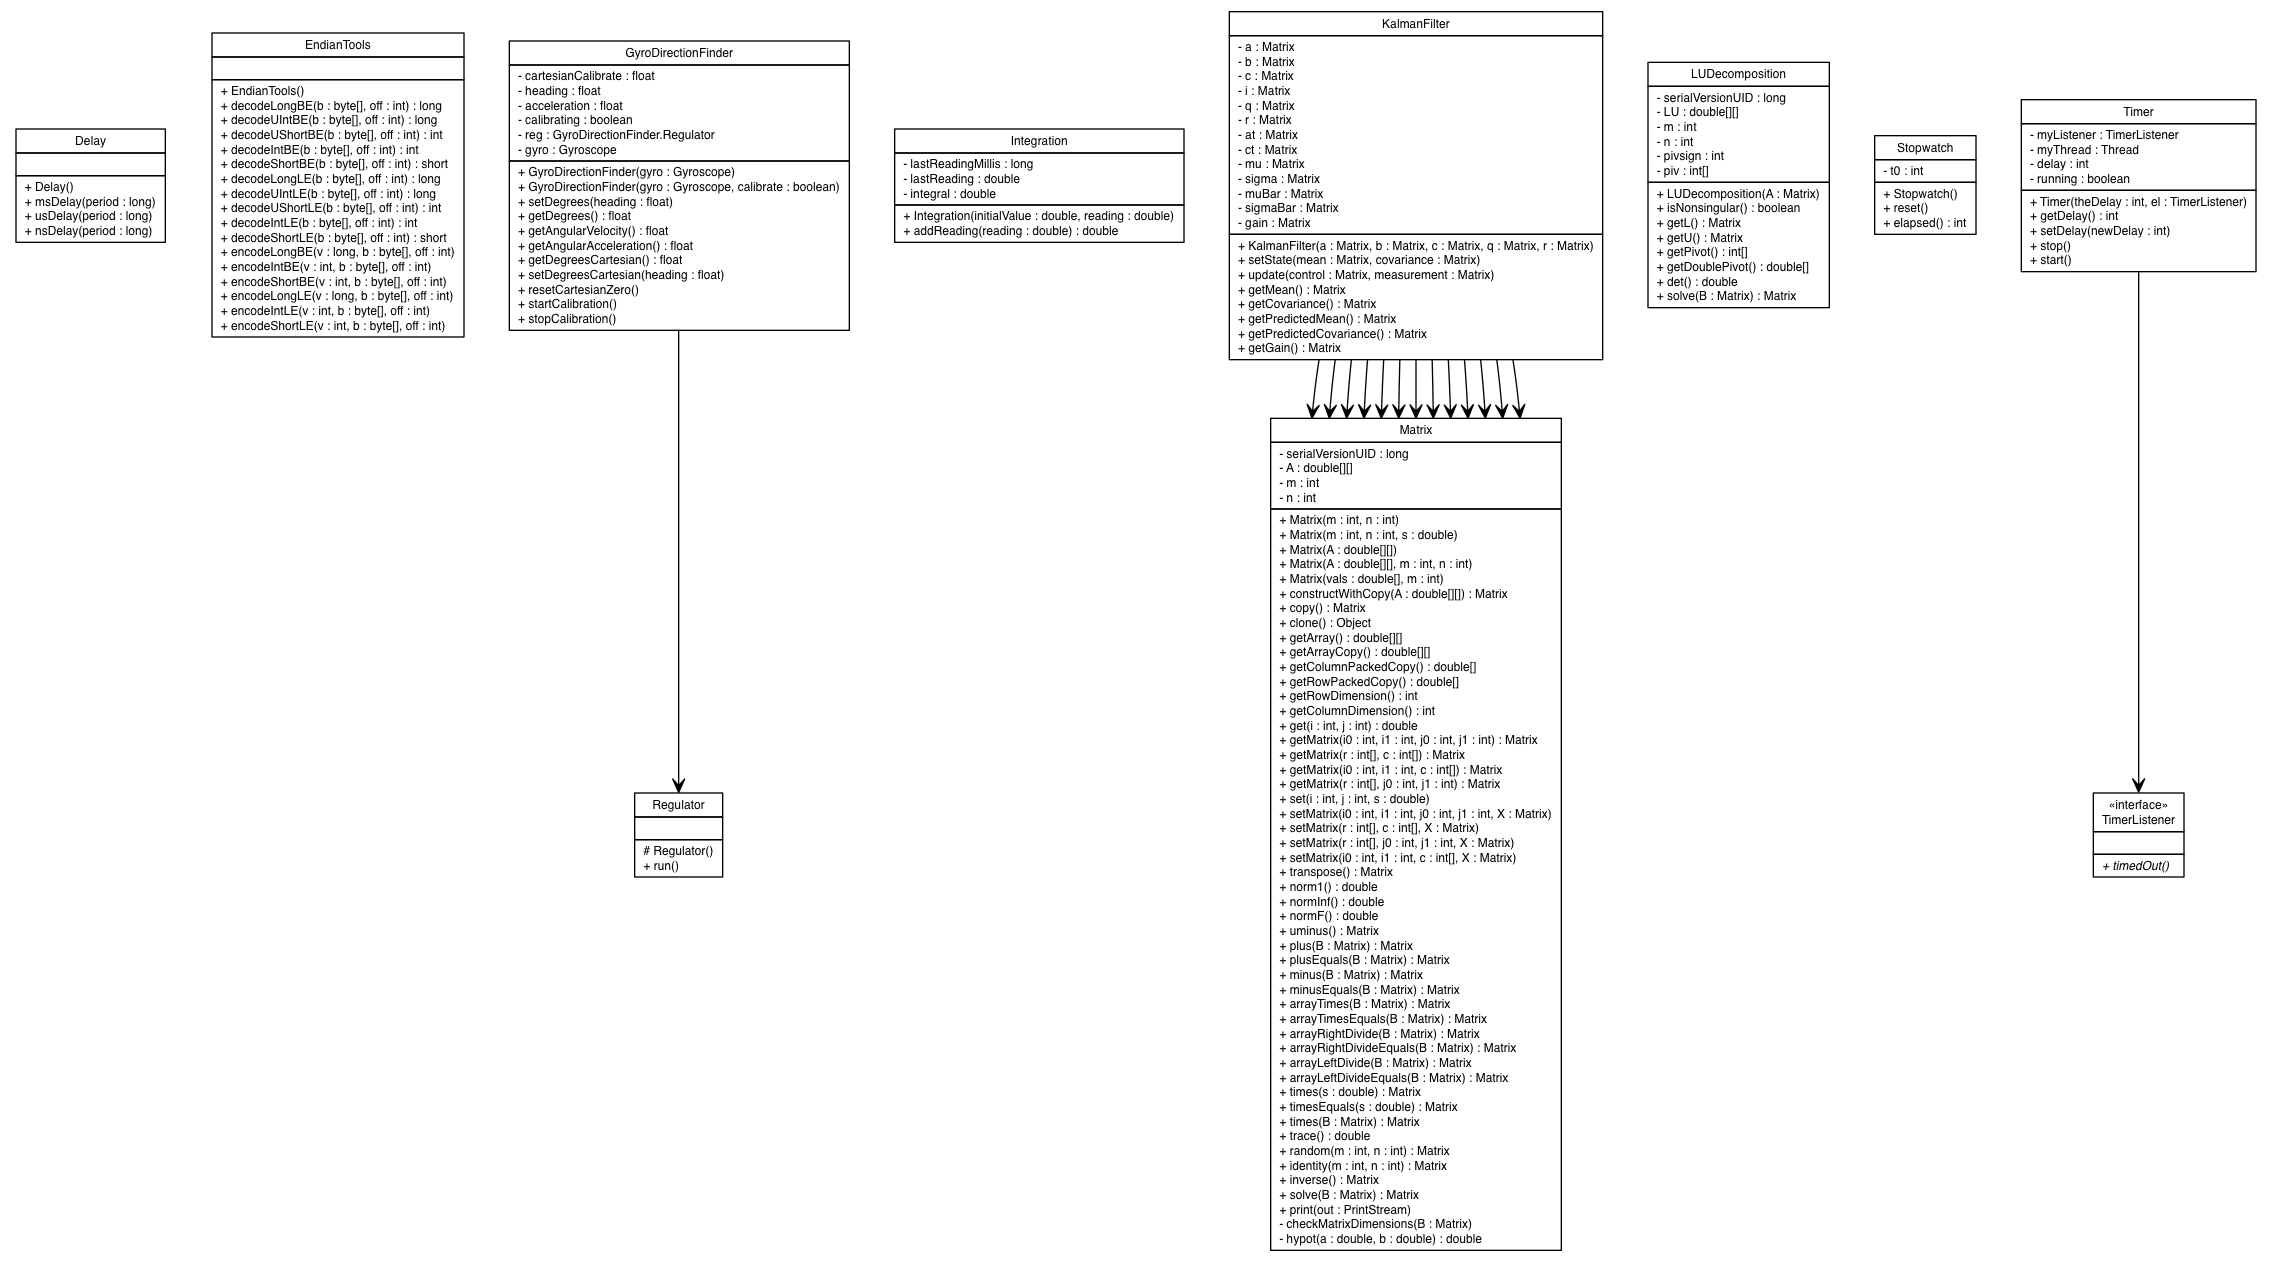 Delay
+ Delay()
+ msDelay(period : long)
+ usDelay(period : long)
+ nsDelay(period : long)
EndianTools
+ EndianTools()
+ decodeLongBE(b : byte[], off : int) : long
+ decodeUIntBE(b : byte[], off : int) : long
+ decodeUShortBE(b : byte[], off : int) : int
+ decodeIntBE(b : byte[], off : int) : int
+ decodeShortBE(b : byte[], off : int) : short
+ decodeLongLE(b : byte[], off : int) : long
+ decodeUIntLE(b : byte[], off : int) : long
+ decodeUShortLE(b : byte[], off : int) : int
+ decodeIntLE(b : byte[], off : int) : int
+ decodeShortLE(b : byte[], off : int) : short
+ encodeLongBE(v : long, b : byte[], off : int)
+ encodeIntBE(v : int, b : byte[], off : int)
+ encodeShortBE(v : int, b : byte[], off : int)
+ encodeLongLE(v : long, b : byte[], off : int)
+ encodeIntLE(v : int, b : byte[], off : int)
+ encodeShortLE(v : int, b : byte[], off : int)
GyroDirectionFinder
- cartesianCalibrate : float
- heading : float
- acceleration : float
- calibrating : boolean
- reg : GyroDirectionFinder.Regulator
- gyro : Gyroscope
+ GyroDirectionFinder(gyro : Gyroscope)
+ GyroDirectionFinder(gyro : Gyroscope, calibrate : boolean)
+ setDegrees(heading : float)
+ getDegrees() : float
+ getAngularVelocity() : float
+ getAngularAcceleration() : float
+ getDegreesCartesian() : float
+ setDegreesCartesian(heading : float)
+ resetCartesianZero()
+ startCalibration()
+ stopCalibration()
Integration
- lastReadingMillis : long
- lastReading : double
- integral : double
+ Integration(initialValue : double, reading : double)
+ addReading(reading : double) : double
KalmanFilter
- a : Matrix
- b : Matrix
- c : Matrix
- i : Matrix
- q : Matrix
- r : Matrix
- at : Matrix
- ct : Matrix
- mu : Matrix
- sigma : Matrix
- muBar : Matrix
- sigmaBar : Matrix
- gain : Matrix
+ KalmanFilter(a : Matrix, b : Matrix, c : Matrix, q : Matrix, r : Matrix)
+ setState(mean : Matrix, covariance : Matrix)
+ update(control : Matrix, measurement : Matrix)
+ getMean() : Matrix
+ getCovariance() : Matrix
+ getPredictedMean() : Matrix
+ getPredictedCovariance() : Matrix
+ getGain() : Matrix
LUDecomposition
- serialVersionUID : long
- LU : double[][]
- m : int
- n : int
- pivsign : int
- piv : int[]
+ LUDecomposition(A : Matrix)
+ isNonsingular() : boolean
+ getL() : Matrix
+ getU() : Matrix
+ getPivot() : int[]
+ getDoublePivot() : double[]
+ det() : double
+ solve(B : Matrix) : Matrix
Stopwatch
- t0 : int
+ Stopwatch()
+ reset()
+ elapsed() : int
Timer
- myListener : TimerListener
- myThread : Thread
- delay : int
- running : boolean
+ Timer(theDelay : int, el : TimerListener)
+ getDelay() : int
+ setDelay(newDelay : int)
+ stop()
+ start()
Regulator
# Regulator()
+ run()
Matrix
- serialVersionUID : long
- A : double[][]
- m : int
- n : int
+ Matrix(m : int, n : int)
+ Matrix(m : int, n : int, s : double)
+ Matrix(A : double[][])
+ Matrix(A : double[][], m : int, n : int)
+ Matrix(vals : double[], m : int)
+ constructWithCopy(A : double[][]) : Matrix
+ copy() : Matrix
+ clone() : Object
+ getArray() : double[][]
+ getArrayCopy() : double[][]
+ getColumnPackedCopy() : double[]
+ getRowPackedCopy() : double[]
+ getRowDimension() : int
+ getColumnDimension() : int
+ get(i : int, j : int) : double
+ getMatrix(i0 : int, i1 : int, j0 : int, j1 : int) : Matrix
+ getMatrix(r : int[], c : int[]) : Matrix
+ getMatrix(i0 : int, i1 : int, c : int[]) : Matrix
+ getMatrix(r : int[], j0 : int, j1 : int) : Matrix
+ set(i : int, j : int, s : double)
+ setMatrix(i0 : int, i1 : int, j0 : int, j1 : int, X : Matrix)
+ setMatrix(r : int[], c : int[], X : Matrix)
+ setMatrix(r : int[], j0 : int, j1 : int, X : Matrix)
+ setMatrix(i0 : int, i1 : int, c : int[], X : Matrix)
+ transpose() : Matrix
+ norm1() : double
+ normInf() : double
+ normF() : double
+ uminus() : Matrix
+ plus(B : Matrix) : Matrix
+ plusEquals(B : Matrix) : Matrix
+ minus(B : Matrix) : Matrix
+ minusEquals(B : Matrix) : Matrix
+ arrayTimes(B : Matrix) : Matrix
+ arrayTimesEquals(B : Matrix) : Matrix
+ arrayRightDivide(B : Matrix) : Matrix
+ arrayRightDivideEquals(B : Matrix) : Matrix
+ arrayLeftDivide(B : Matrix) : Matrix
+ arrayLeftDivideEquals(B : Matrix) : Matrix
+ times(s : double) : Matrix
+ timesEquals(s : double) : Matrix
+ times(B : Matrix) : Matrix
+ trace() : double
+ random(m : int, n : int) : Matrix
+ identity(m : int, n : int) : Matrix
+ inverse() : Matrix
+ solve(B : Matrix) : Matrix
+ print(out : PrintStream)
- checkMatrixDimensions(B : Matrix)
- hypot(a : double, b : double) : double
«interface»
TimerListener
+ timedOut()